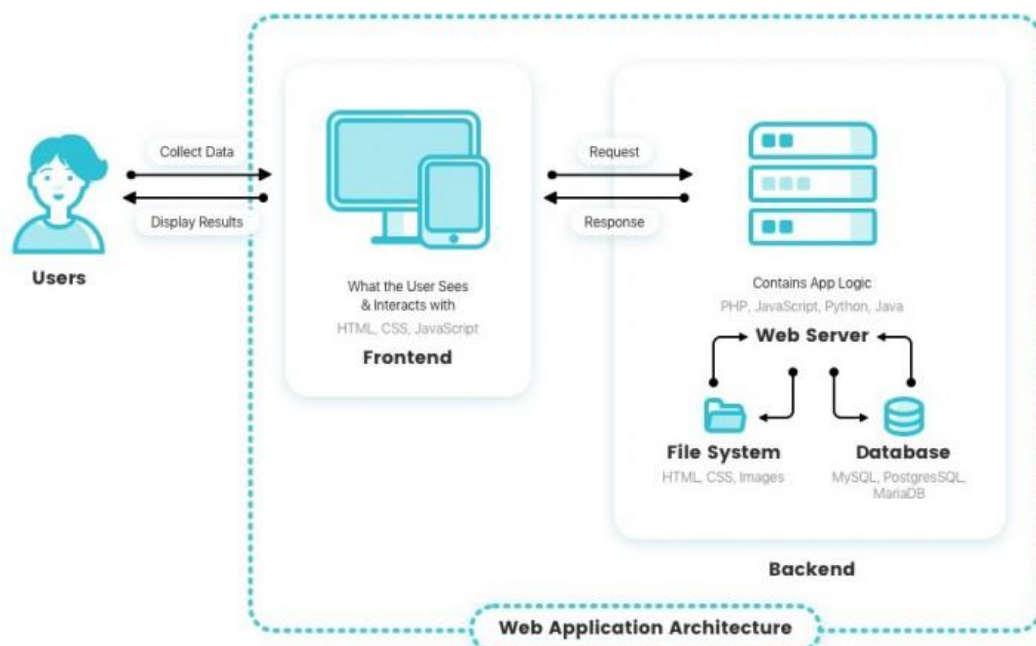 Collect Data
Display Results
Users
What the User Sees
& Interacts with
HTML, CSS, JavaScript
Frontend
Request
Response
Contains App Logic
PHP, JavaScript, Python, Java
Web Server
File System
HTML, CSS, Images
Database
MySQL, PostgresSQL,
MariaDB
Backend
Web Application Architecture